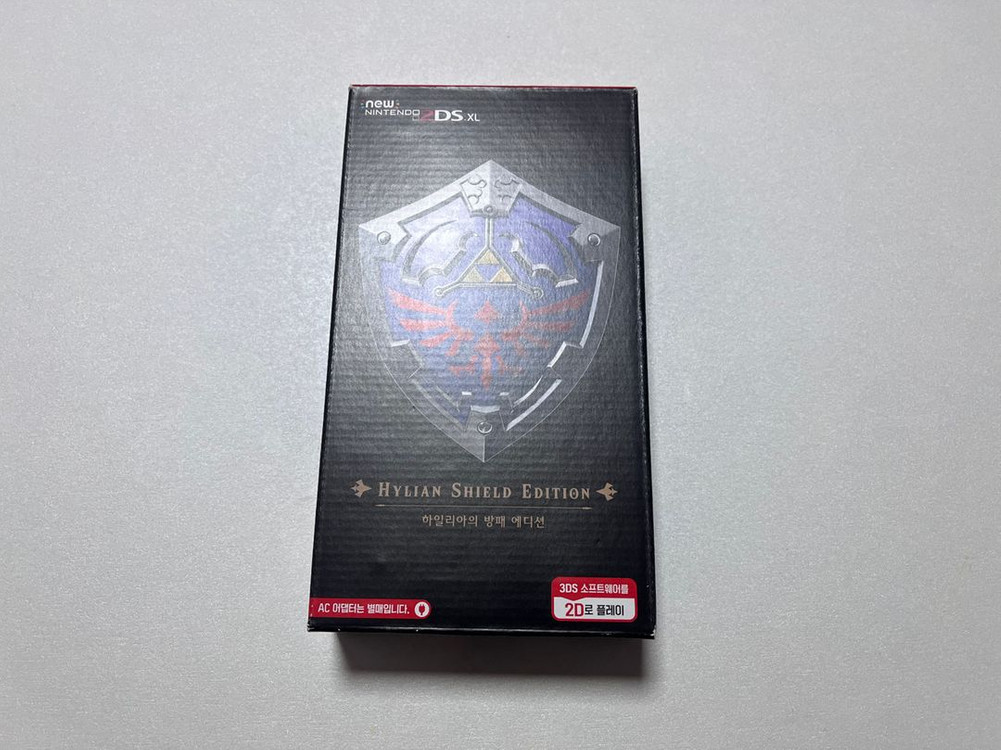 new
NINTENDO 2DS XL
HYLIAN SHIELD EDITION
하일리아의 방패 에디션
AC 어댑터는 별매입니다.
3DS 소프트웨어를
2D로 플레이